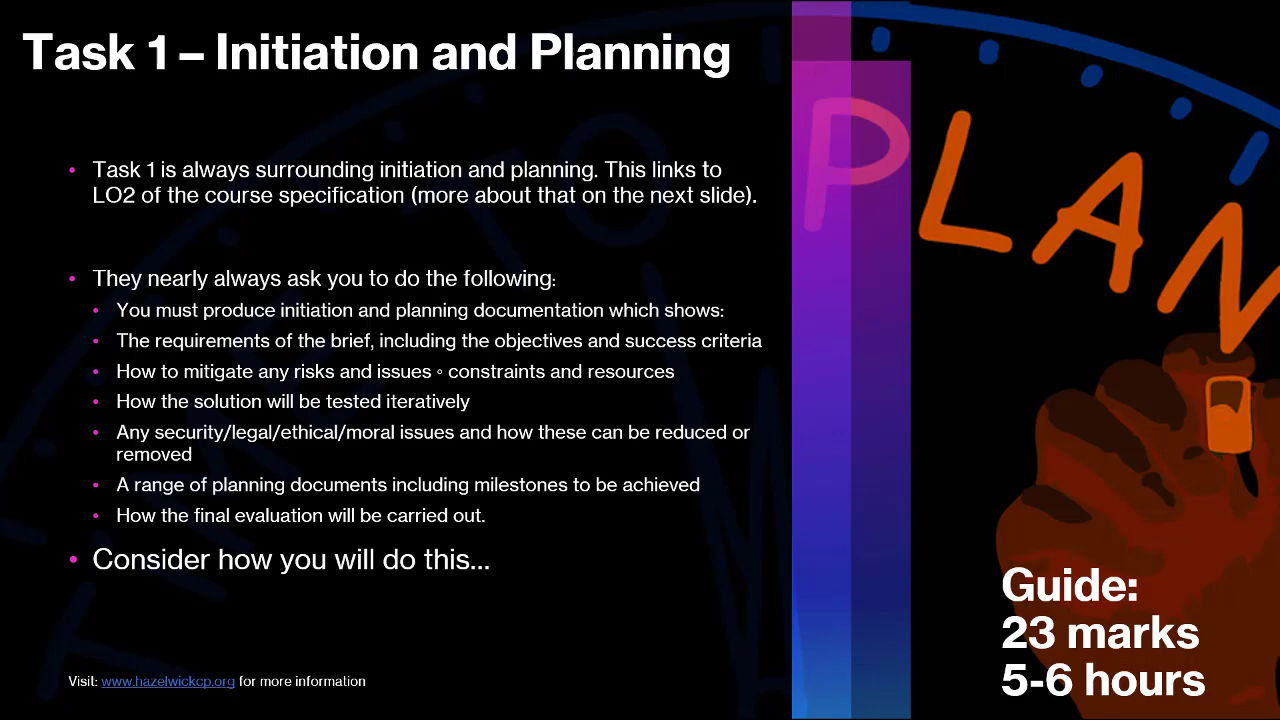 Task 1 – Initiation and Planning
• Task 1 is always surrounding initiation and planning. This links to
LO2 of the course specification (more about that on the next slide).
• They nearly always ask you to do the following:
• You must produce initiation and planning documentation which shows:
• The requirements of the brief, including the objectives and success criteria
• How to mitigate any risks and issues ◦ constraints and resources
• How the solution will be tested iteratively
• Any security/legal/ethical/moral issues and how these can be reduced or
removed
• A range of planning documents including milestones to be achieved
• How the final evaluation will be carried out.
• Consider how you will do this...
Visit: www.hazelwickcp.org for more information
PLAN
Guide:
23 marks
5-6 hours